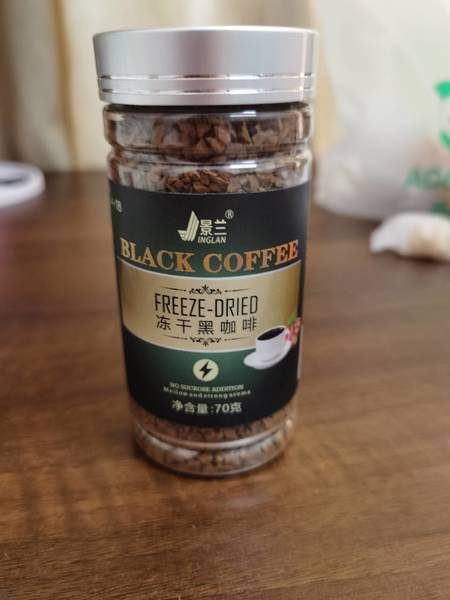 景兰®
JINGLAN
BLACK COFFEE
FREEZE-DRIED
冻干黑咖啡
NO SUCROSE ADDITION
Mellow and strong aroma
净含量:70克